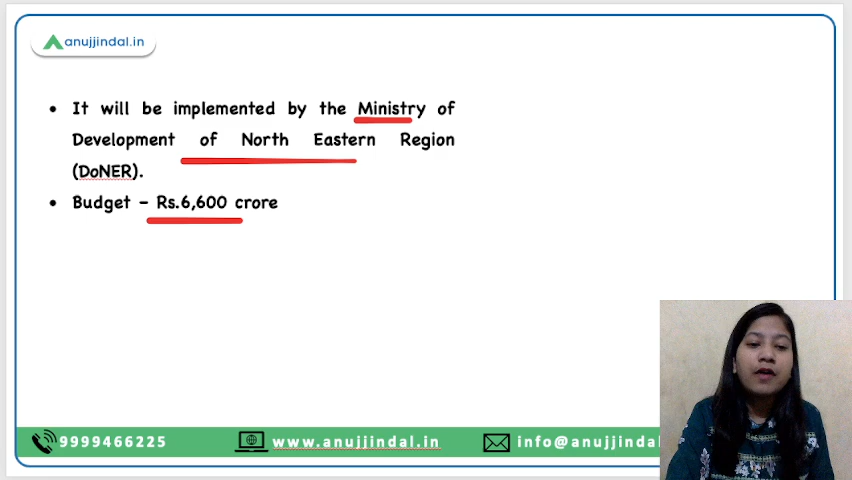 anujjindal.in
• It will be implemented by the Ministry of
Development of North Eastern Region
(DoNER).
• Budget – Rs.6,600 crore
9999466225
www.anujjindal.in
info@anujjindal